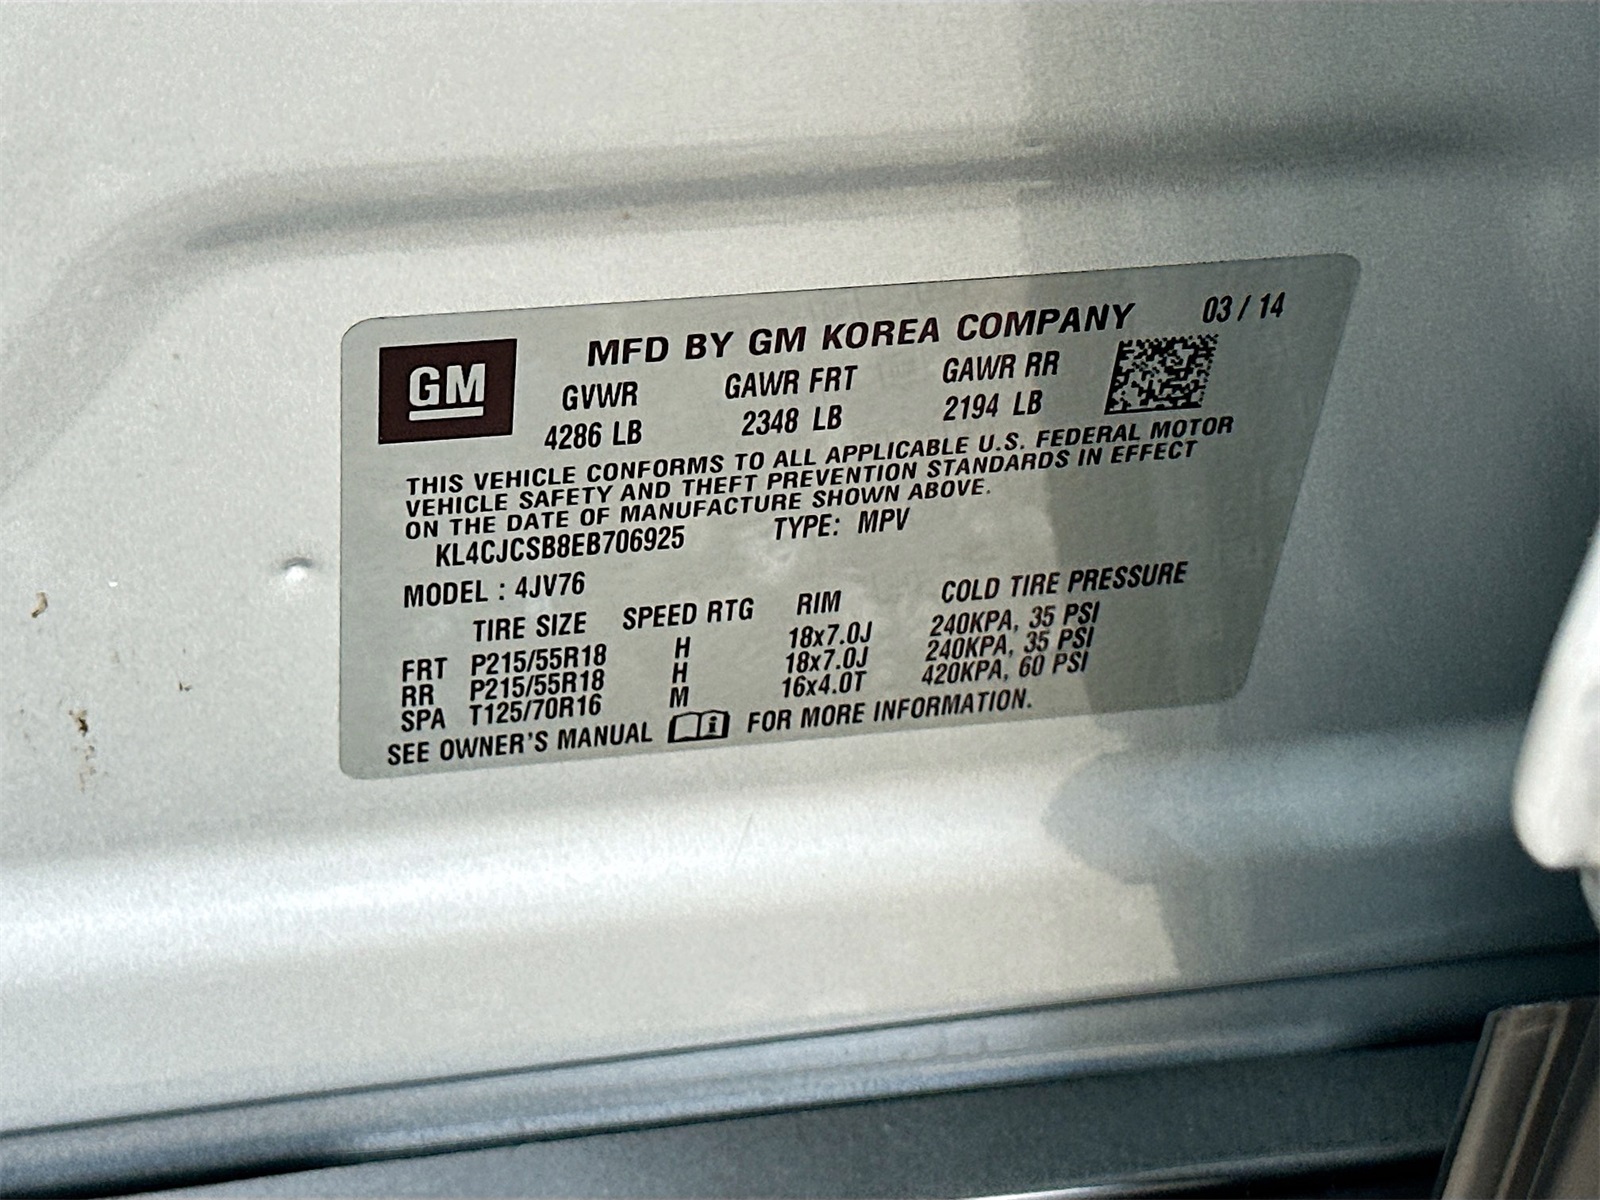 MFD BY GM KOREA COMPANY 03 / 14
GM
GVWR GAWR FRT GAWR RR
4286 LB 2348 LB 2194 LB
THIS VEHICLE CONFORMS TO ALL APPLICABLE U.S. FEDERAL MOTOR
VEHICLE SAFETY AND THEFT PREVENTION STANDARDS IN EFFECT
ON THE DATE OF MANUFACTURE SHOWN ABOVE.
KL4CJCSB8EB706925 TYPE: MPV
MODEL : 4JV76
TIRE SIZE SPEED RTG RIM COLD TIRE PRESSURE
FRT P215/55R18 H 18x7.0J 240KPA, 35 PSI
RR P215/55R18 H 18x7.0J 240KPA, 35 PSI
SPA T125/70R16 M 16x4.0T 420KPA, 60 PSI
SEE OWNER'S MANUAL FOR MORE INFORMATION.